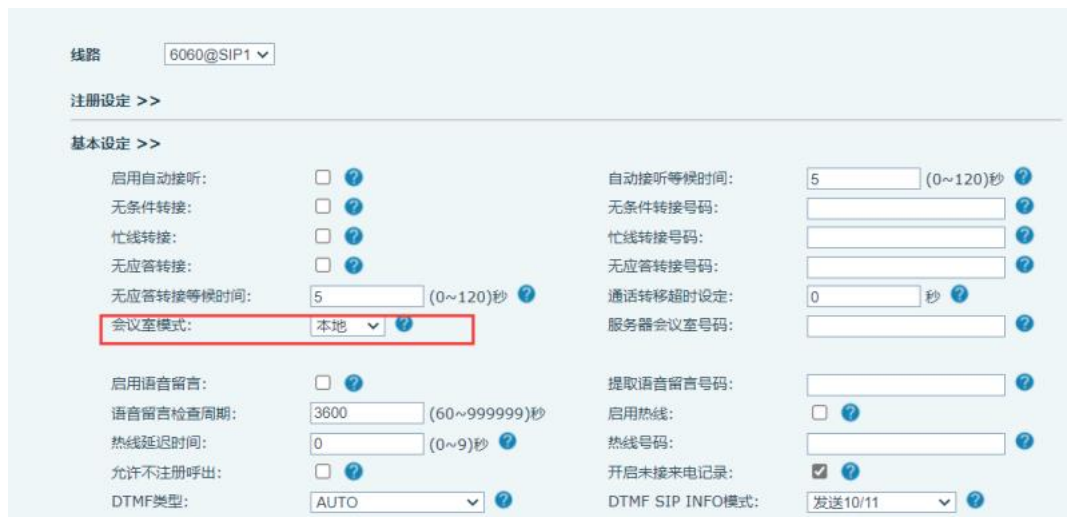 线路 6060@SIP1
注册设定 >>
基本设定 >>
启用自动接听: 自动接听等候时间: 5 (0~120)秒
无条件转接: 无条件转接号码:
忙线转接: 忙线转接号码:
无应答转接: 无应答转接号码:
无应答转接等候时间: 5 (0~120)秒 通话转移超时设定: 0 秒
会议室模式: 本地 服务器会议室号码:
启用语音留言: 提取语音留言号码:
语音留言检查周期: 3600 (60~999999)秒 启用热线:
热线延迟时间: 0 (0~9)秒 热线号码:
允许不注册呼出: 开启未接来电记录:
DTMF类型: AUTO DTMF SIP INFO模式: 发送10/11